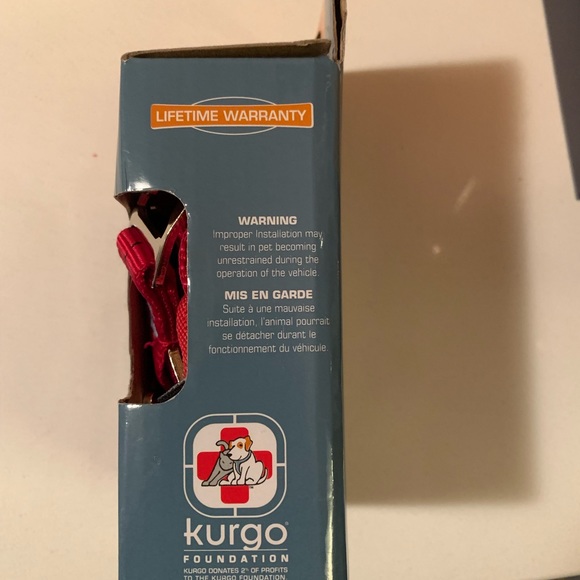 LIFETIME WARRANTY
WARNING
Improper Installation may
result in pet becoming
unrestrained during the
operation of the vehicle.
MIS EN GARDE
Suite à une mauvaise
installation, l'animal pourrait
se détacher durant le
fonctionnement du véhicule.
kurgo
FOUNDATION
KURGO DONATES 2% OF PROFITS
TO THE KURGO FOUNDATION,